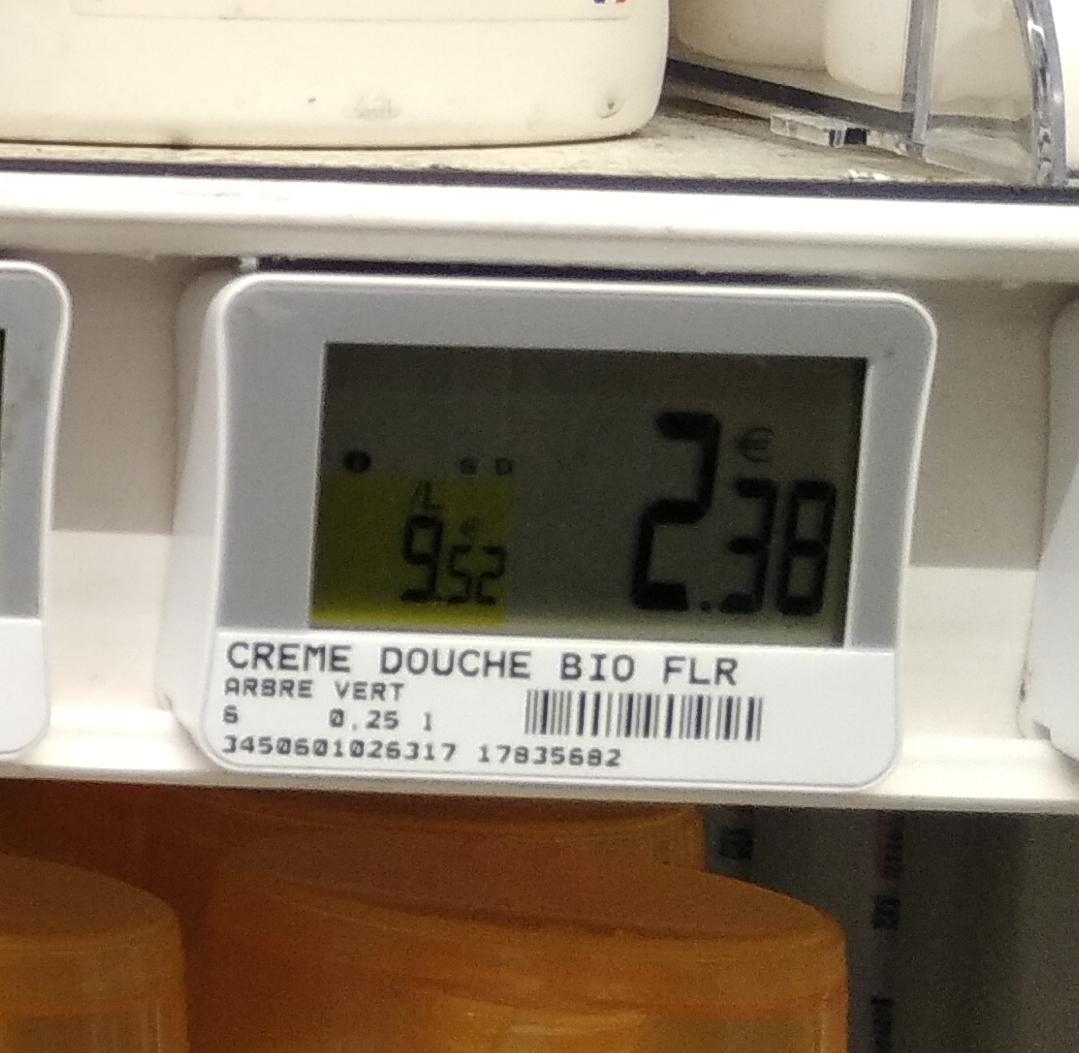 S D
/L
9.52 €
2.38 €
CREME DOUCHE BIO FLR
ARBRE VERT
6 0.25 l
3450601026317 17835682